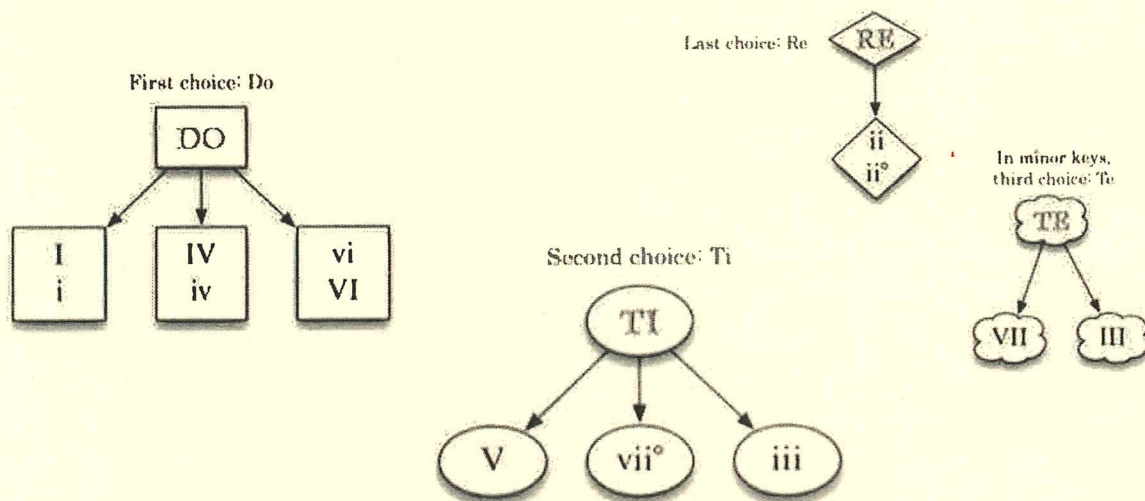 First choice: Do
DO
I
i
IV
iv
vi
VI
Second choice: Ti
TI
V
vii°
iii
Last choice: Re
RE
ii
ii°
In minor keys,
third choice: Te
TE
VII
III